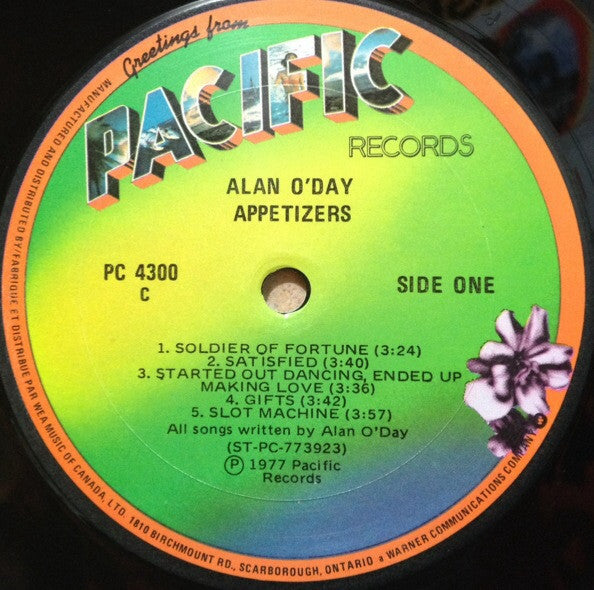 Greetings from
PACIFIC
RECORDS
ALAN O'DAY
APPETIZERS
PC 4300
C
SIDE ONE
1. SOLDIER OF FORTUNE (3:24)
2. SATISFIED (3:40)
3. STARTED OUT DANCING, ENDED UP
MAKING LOVE (3:36)
4. GIFTS (3:42)
5. SLOT MACHINE (3:57)
All songs written by Alan O'Day
(ST-PC-773923)
Ⓟ 1977 Pacific
Records
MANUFACTURED AND DISTRIBUTED BY/FABRIQUÉ ET DISTRIBUÉ PAR WEA MUSIC OF CANADA, LTD. 1810 BIRCHMOUNT RD., SCARBOROUGH, ONTARIO a WARNER COMMUNICATIONS COMPANY